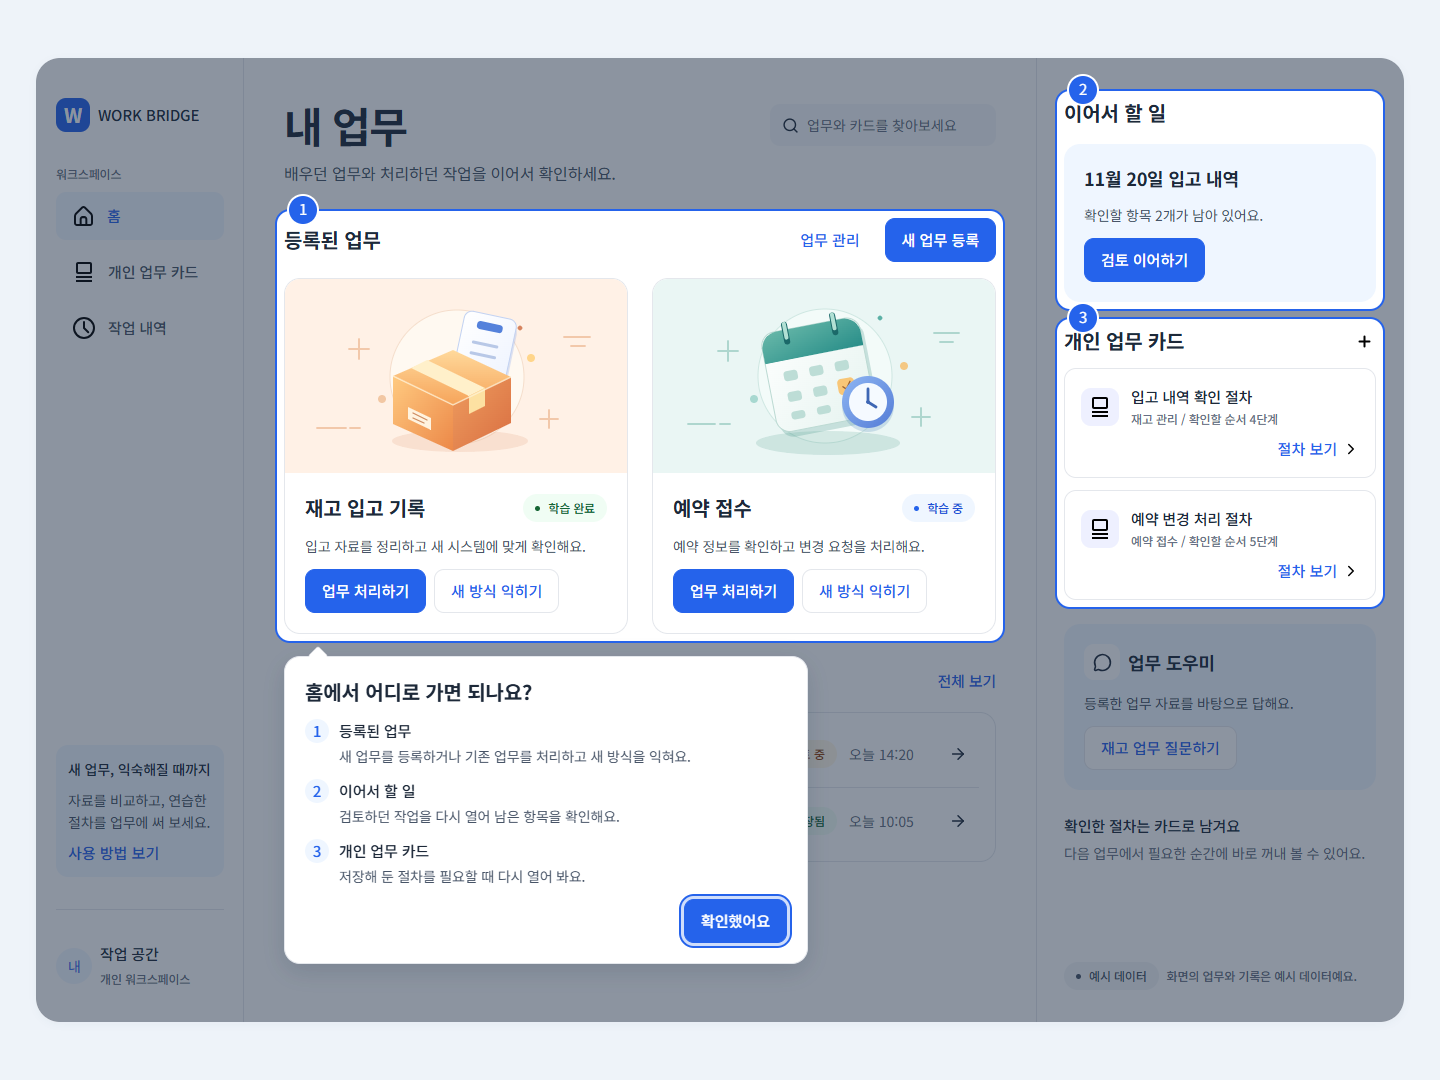 W WORK BRIDGE
워크스페이스
홈
개인 업무 카드
작업 내역
새 업무, 익숙해질 때까지
자료를 비교하고, 연습한
절차를 업무에 써 보세요.
사용 방법 보기
내
작업 공간
개인 워크스페이스
내 업무
업무와 카드를 찾아보세요
배우던 업무와 처리하던 작업을 이어서 확인하세요.
1
등록된 업무
업무 관리
새 업무 등록
재고 입고 기록
학습 완료
입고 자료를 정리하고 새 시스템에 맞게 확인해요.
업무 처리하기
새 방식 익히기
예약 접수
학습 중
예약 정보를 확인하고 변경 요청을 처리해요.
업무 처리하기
새 방식 익히기
전체 보기
중
오늘 14:20
오늘 10:05
홈에서 어디로 가면 되나요?
1 등록된 업무
새 업무를 등록하거나 기존 업무를 처리하고 새 방식을 익혀요.
2 이어서 할 일
검토하던 작업을 다시 열어 남은 항목을 확인해요.
3 개인 업무 카드
저장해 둔 절차를 필요할 때 다시 열어 봐요.
확인했어요
2
이어서 할 일
11월 20일 입고 내역
확인할 항목 2개가 남아 있어요.
검토 이어하기
3
개인 업무 카드
입고 내역 확인 절차
재고 관리 / 확인할 순서 4단계
절차 보기
예약 변경 처리 절차
예약 접수 / 확인할 순서 5단계
절차 보기
업무 도우미
등록한 업무 자료를 바탕으로 답해요.
재고 업무 질문하기
확인한 절차는 카드로 남겨요
다음 업무에서 필요한 순간에 바로 꺼내 볼 수 있어요.
예시 데이터
화면의 업무와 기록은 예시 데이터예요.